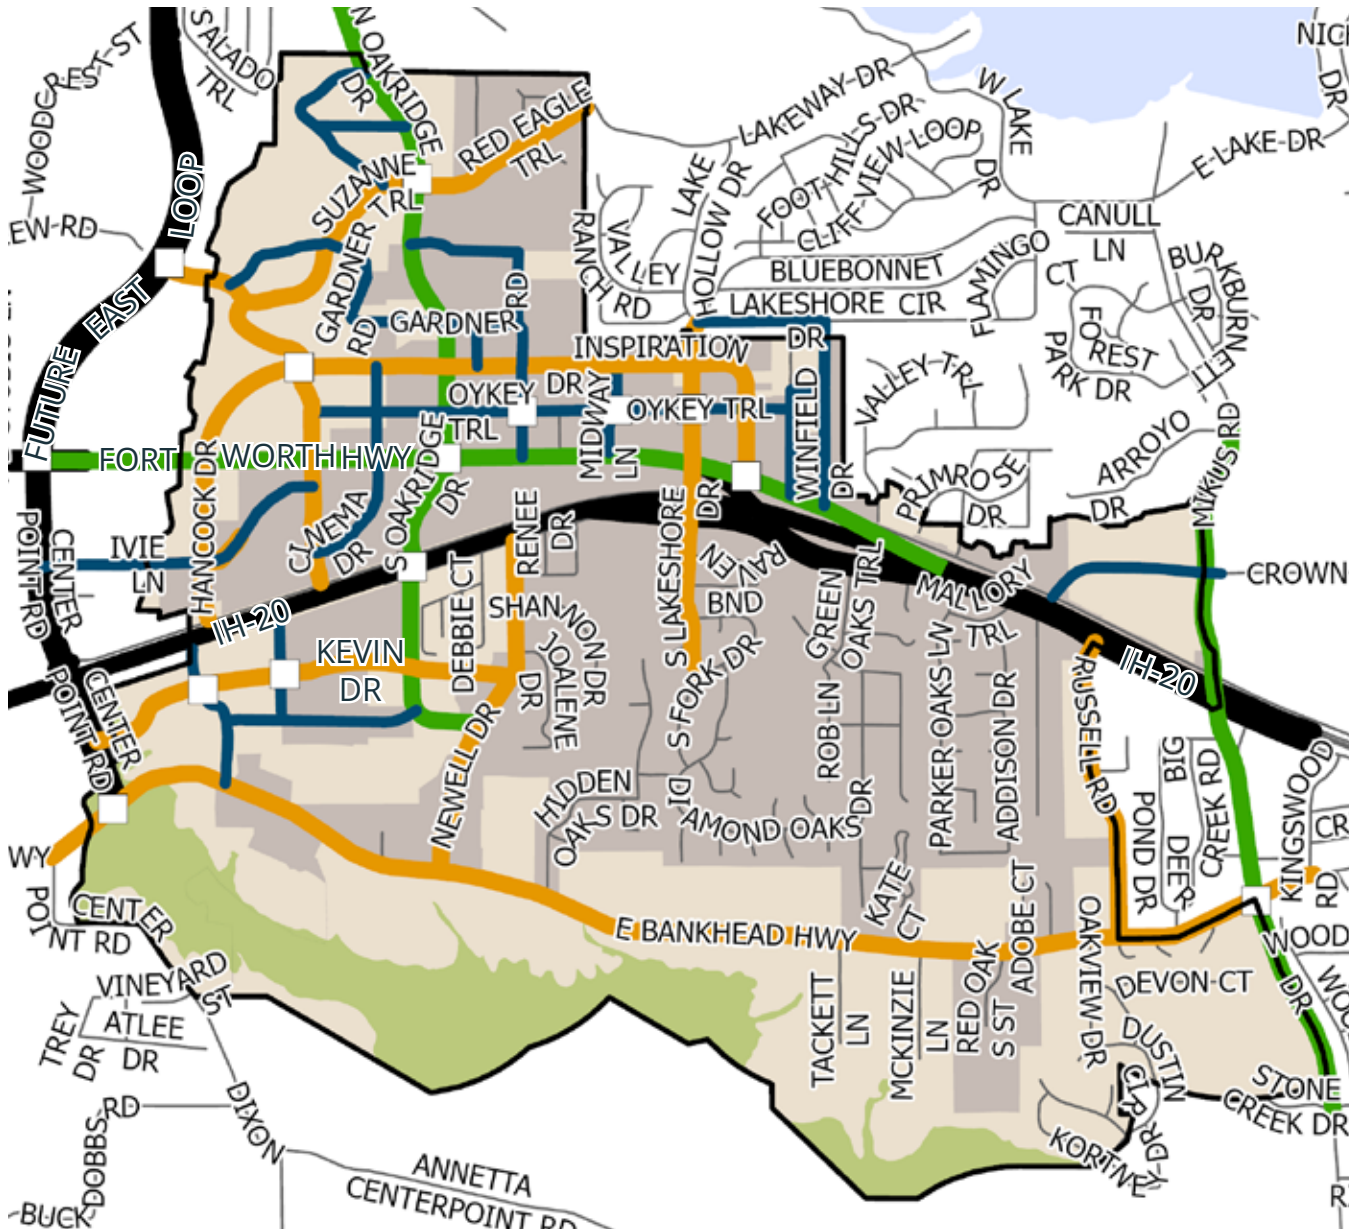 SALADO
TRL
N OAKRIDGE
DR
WOODCREST-ST
NICH
DR
W LAKE
DR
LAKEWAY-DR
RED EAGLE
TRL
FOOT-HILLS-DR
CLIFF-VIEW-LOOP
E-LAKE-DR
LAKE
HOLLOW DR
SUZANNE
TRL
LOOP
EW-RD
CANULL
LN
VALLEY
RANCH RD
GARDNER
RD
BLUEBONNET
LAKESHORE CIR
DR
FLAMINGO
CT
BURKBURNETT
DR
FUTURE EAST
GARDNER
RD
INSPIRATION
DR
FOREST
PARK DR
OYKEY
TRL
MIDWAY
LN
OYKEY TRL
WINFIELD
DR
VALLEY-TRL
ARROYO
DR
MIKUS RD
FORT WORTH HWY
HANCOCK DR
S OAKRIDGE
DR
PRIMROSE
DR
CENTER
POINT RD
IVIE
LN
CINEMA
DR
RENEE
DR
S LAKESHORE
DR
RAVEN
BND
GREEN
OAKS TRL
MALLORY
TRL
CROWN
IH-20
DEBBIE CT
SHANNON DR
JOALENE
DR
KEVIN
DR
S FORK DR
ROB LN
PARKER OAKS LN
ADDISON DR
RUSSELL RD
IH-20
CENTER
POINT RD
NEWELL DR
HIDDEN
OAKS DR
DIAMOND OAKS
DR
BIG
CREEK RD
POND DR
DEER
KINGSWOOD
RD
CR
WY
CENTER
POINT RD
E BANKHEAD HWY
KATE
CT
ADOBE CT
OAKVIEW DR
WOOD
DR
WOO
VINEYARD
ST
ATLEE
DR
TREY
DR
TACKETT
LN
MCKINZIE
LN
RED OAK
S ST
DEVON-CT
DUSTIN
CIR
STONE
CREEK DR
KORTNEY-DR
RD
DOBBS
DIXON
ANNETTA
CENTERPOINT RD
BUCK
R